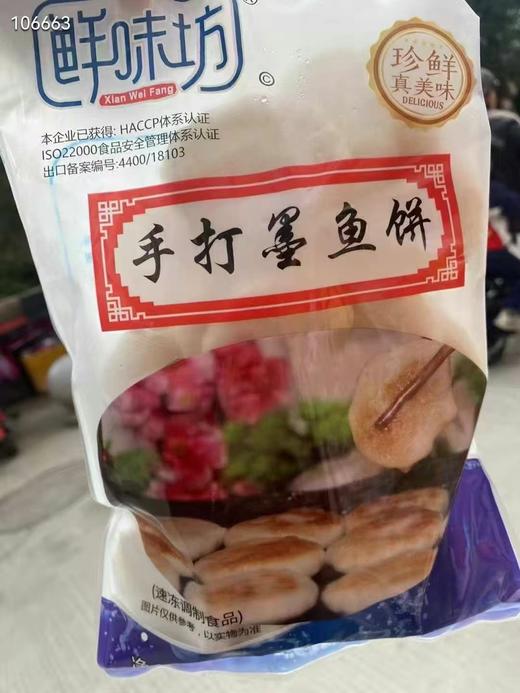 106663
鲜味坊
Xian Wei Fang
©
珍鲜
真美味
DELICIOUS
本企业已获得: HACCP体系认证
ISO22000食品安全管理体系认证
出口备案编号:4400/18103
手打墨鱼饼
(速冻调制食品)
图片仅供参考，以实物为准